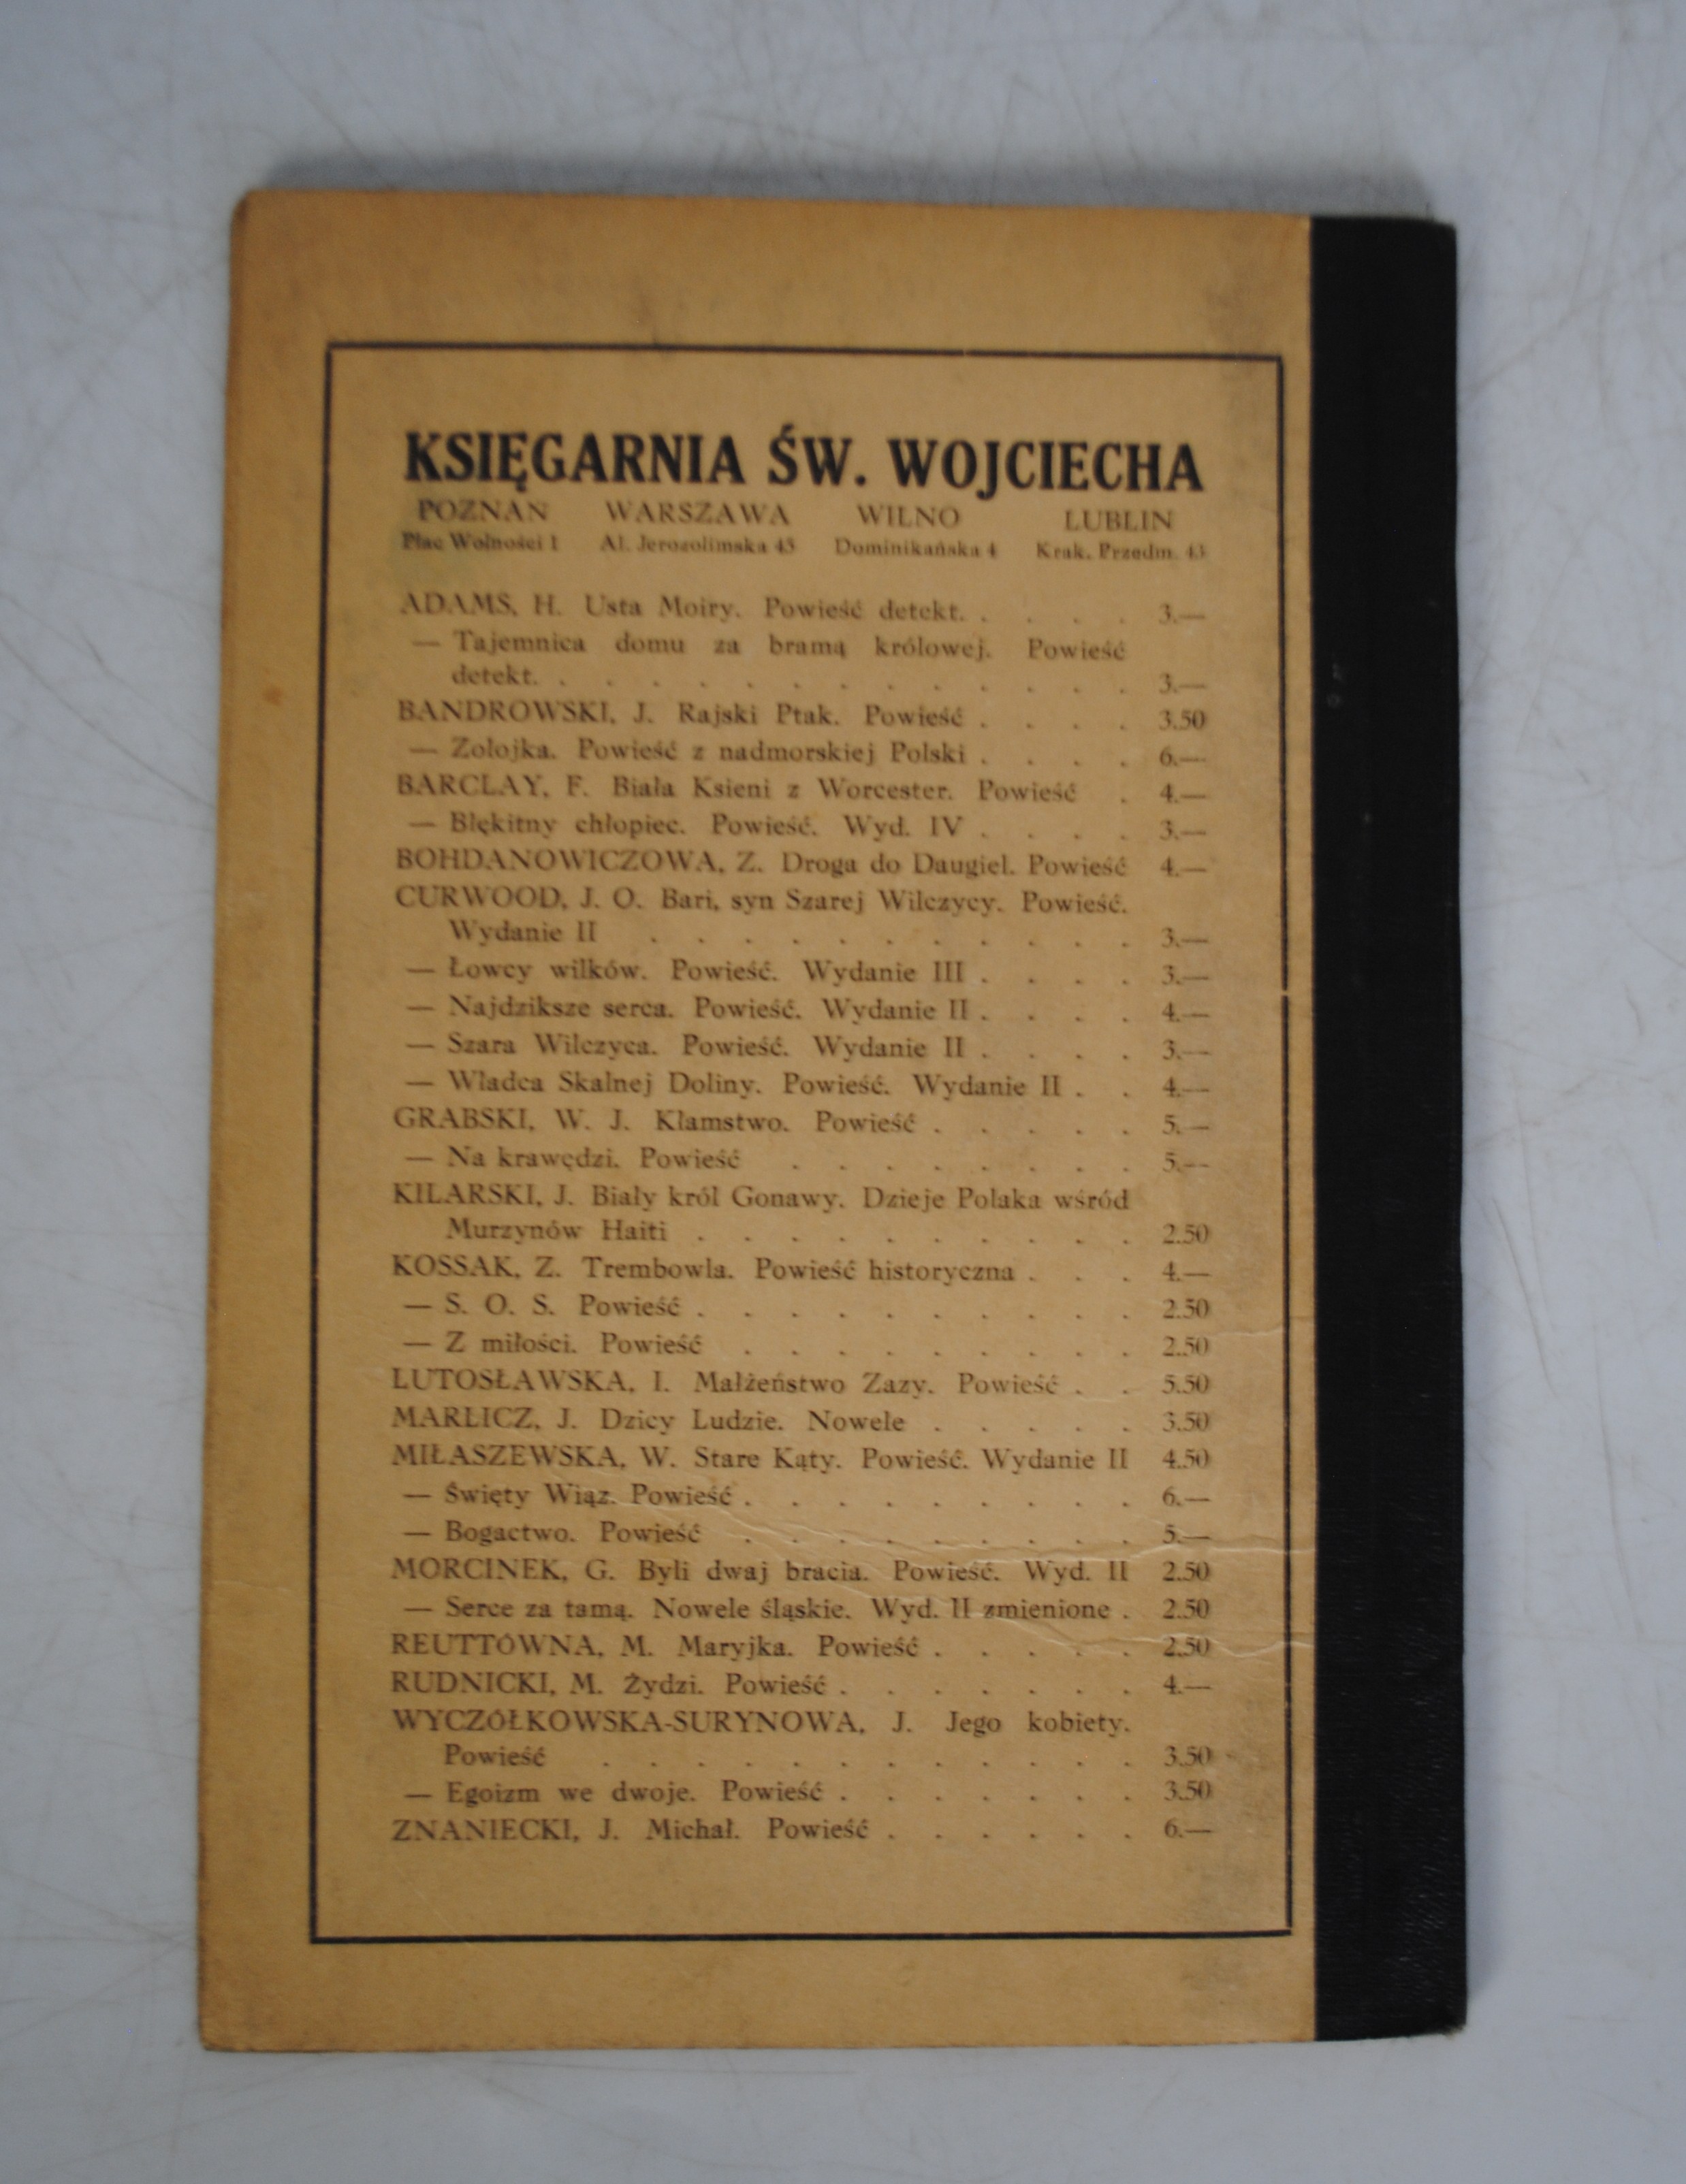 KSIĘGARNIA ŚW. WOJCIECHA
POZNAŃ WARSZAWA WILNO LUBLIN
Plac Wolności 1 Al. Jerozolimska 45 Dominikańska 4 Krak. Przedm. 43
ADAMS, H. Usta Moiry. Powieść detekt. . . . . 3.—
— Tajemnica domu za bramą królowej. Powieść
detekt. . . . . . . . . . . . . . 3.—
BANDROWSKI, J. Rajski Ptak. Powieść . . . . 3.50
— Zolojka. Powieść z nadmorskiej Polski . . . . 6.—
BARCLAY, F. Biała Ksieni z Worcester. Powieść . 4.—
— Błękitny chłopiec. Powieść. Wyd. IV . . . . 3.—
BOHDANOWICZOWA, Z. Droga do Daugiel. Powieść 4.—
CURWOOD, J. O. Bari, syn Szarej Wilczycy. Powieść.
Wydanie II . . . . . . . . . . . 3.—
— Łowcy wilków. Powieść. Wydanie III . . . . 3.—
— Najdziksze serca. Powieść. Wydanie II . . . . 4.—
— Szara Wilczyca. Powieść. Wydanie II . . . . 3.—
— Władca Skalnej Doliny. Powieść. Wydanie II . . 4.—
GRABSKI, W. J. Kłamstwo. Powieść . . . . . 5.—
— Na krawędzi. Powieść . . . . . . . . 5.—
KILARSKI, J. Biały król Gonawy. Dzieje Polaka wśród
Murzynów Haiti . . . . . . . . . . 2.50
KOSSAK, Z. Trembowla. Powieść historyczna . . . 4.—
— S. O. S. Powieść . . . . . . . . . . 2.50
— Z miłości. Powieść . . . . . . . . . 2.50
LUTOSŁAWSKA, I. Małżeństwo Zazy. Powieść . . 5.50
MARLICZ, J. Dzicy Ludzie. Nowele . . . . . 3.50
MIŁASZEWSKA, W. Stare Kąty. Powieść. Wydanie II 4.50
— Święty Wiąz. Powieść . . . . . . . . . 6.—
— Bogactwo. Powieść . . . . . . . . . 5.—
MORCINEK, G. Byli dwaj bracia. Powieść. Wyd. II 2.50
— Serce za tamą. Nowele śląskie. Wyd. II zmienione . 2.50
REUTTÓWNA, M. Maryjka. Powieść . . . . . 2.50
RUDNICKI, M. Żydzi. Powieść . . . . . . . 4.—
WYCZÓŁKOWSKA-SURYNOWA, J. Jego kobiety.
Powieść . . . . . . . . . . . . 3.50
— Egoizm we dwoje. Powieść . . . . . . . 3.50
ZNANIECKI, J. Michał. Powieść . . . . . . 6.—